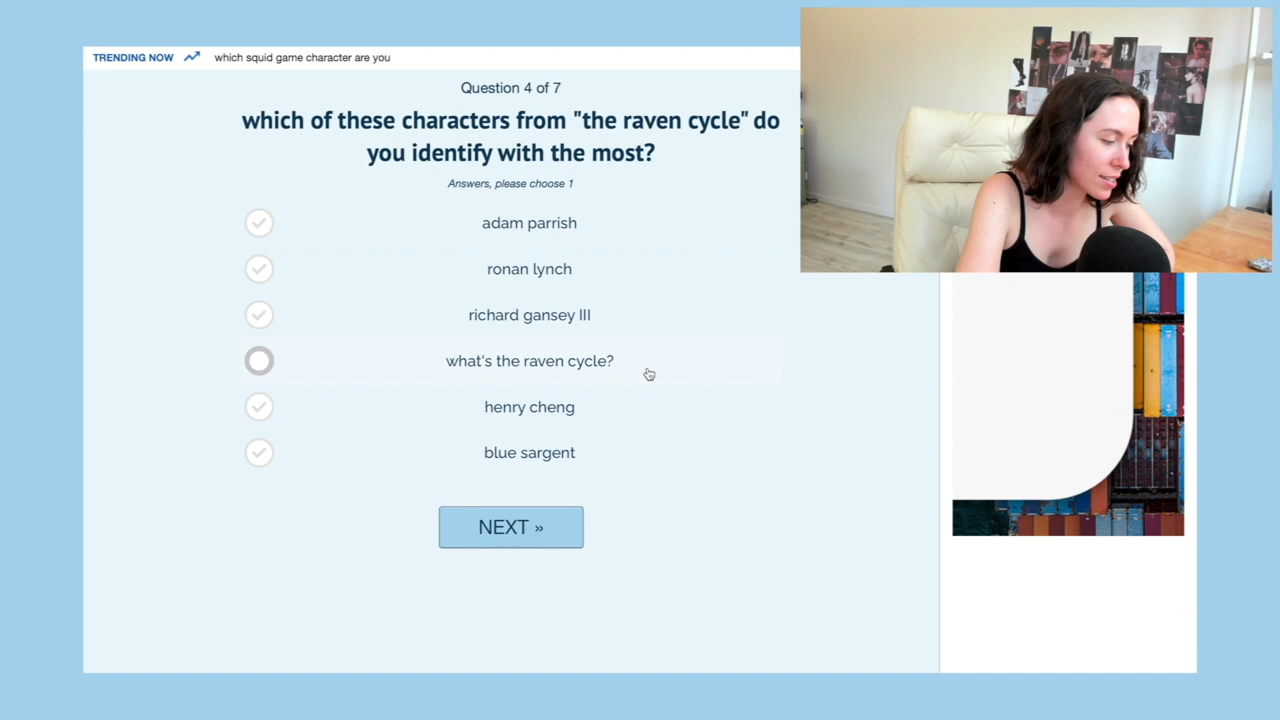 TRENDING NOW which squid game character are you
Question 4 of 7
which of these characters from "the raven cycle" do
you identify with the most?
Answers, please choose 1
adam parrish
ronan lynch
richard gansey III
what's the raven cycle?
henry cheng
blue sargent
NEXT »